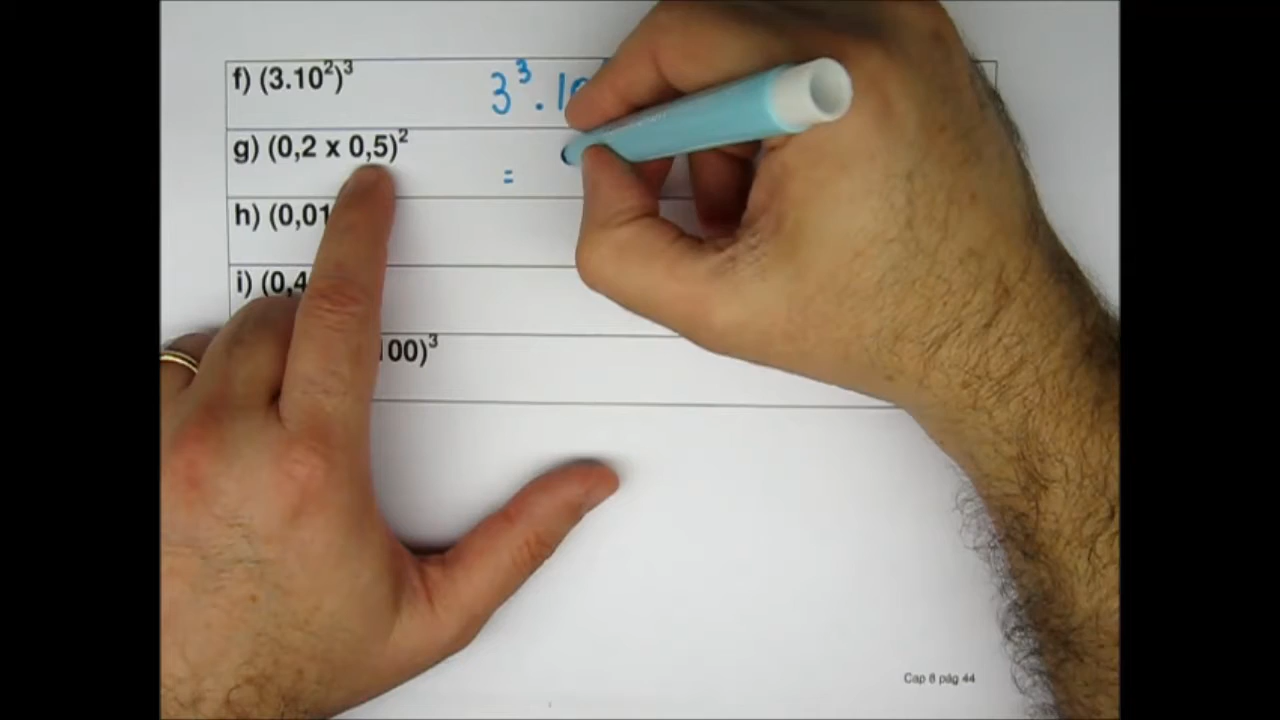 f) (3.10²)³ 3³ . 10
g) (0,2 x 0,5)² =
h) (0,01
i) (0,4
100)³
Cap 8 pág 44